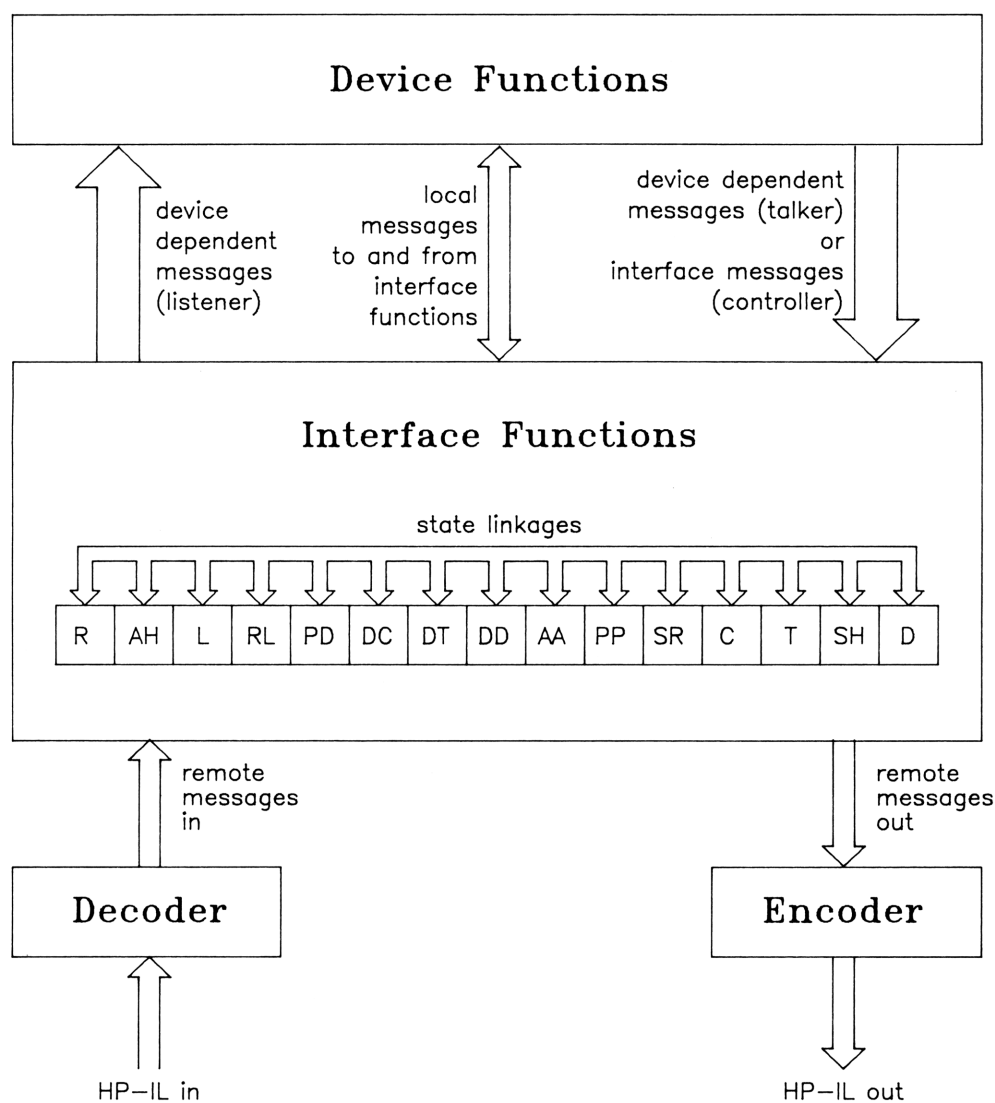 Device Functions
device
dependent
messages
(listener)
local
messages
to and from
interface
functions
device dependent
messages (talker)
or
interface messages
(controller)
Interface Functions
state linkages
R AH L RL PD DC DT DD AA PP SR C T SH D
remote
messages
in
remote
messages
out
Decoder
Encoder
HP-IL in
HP-IL out